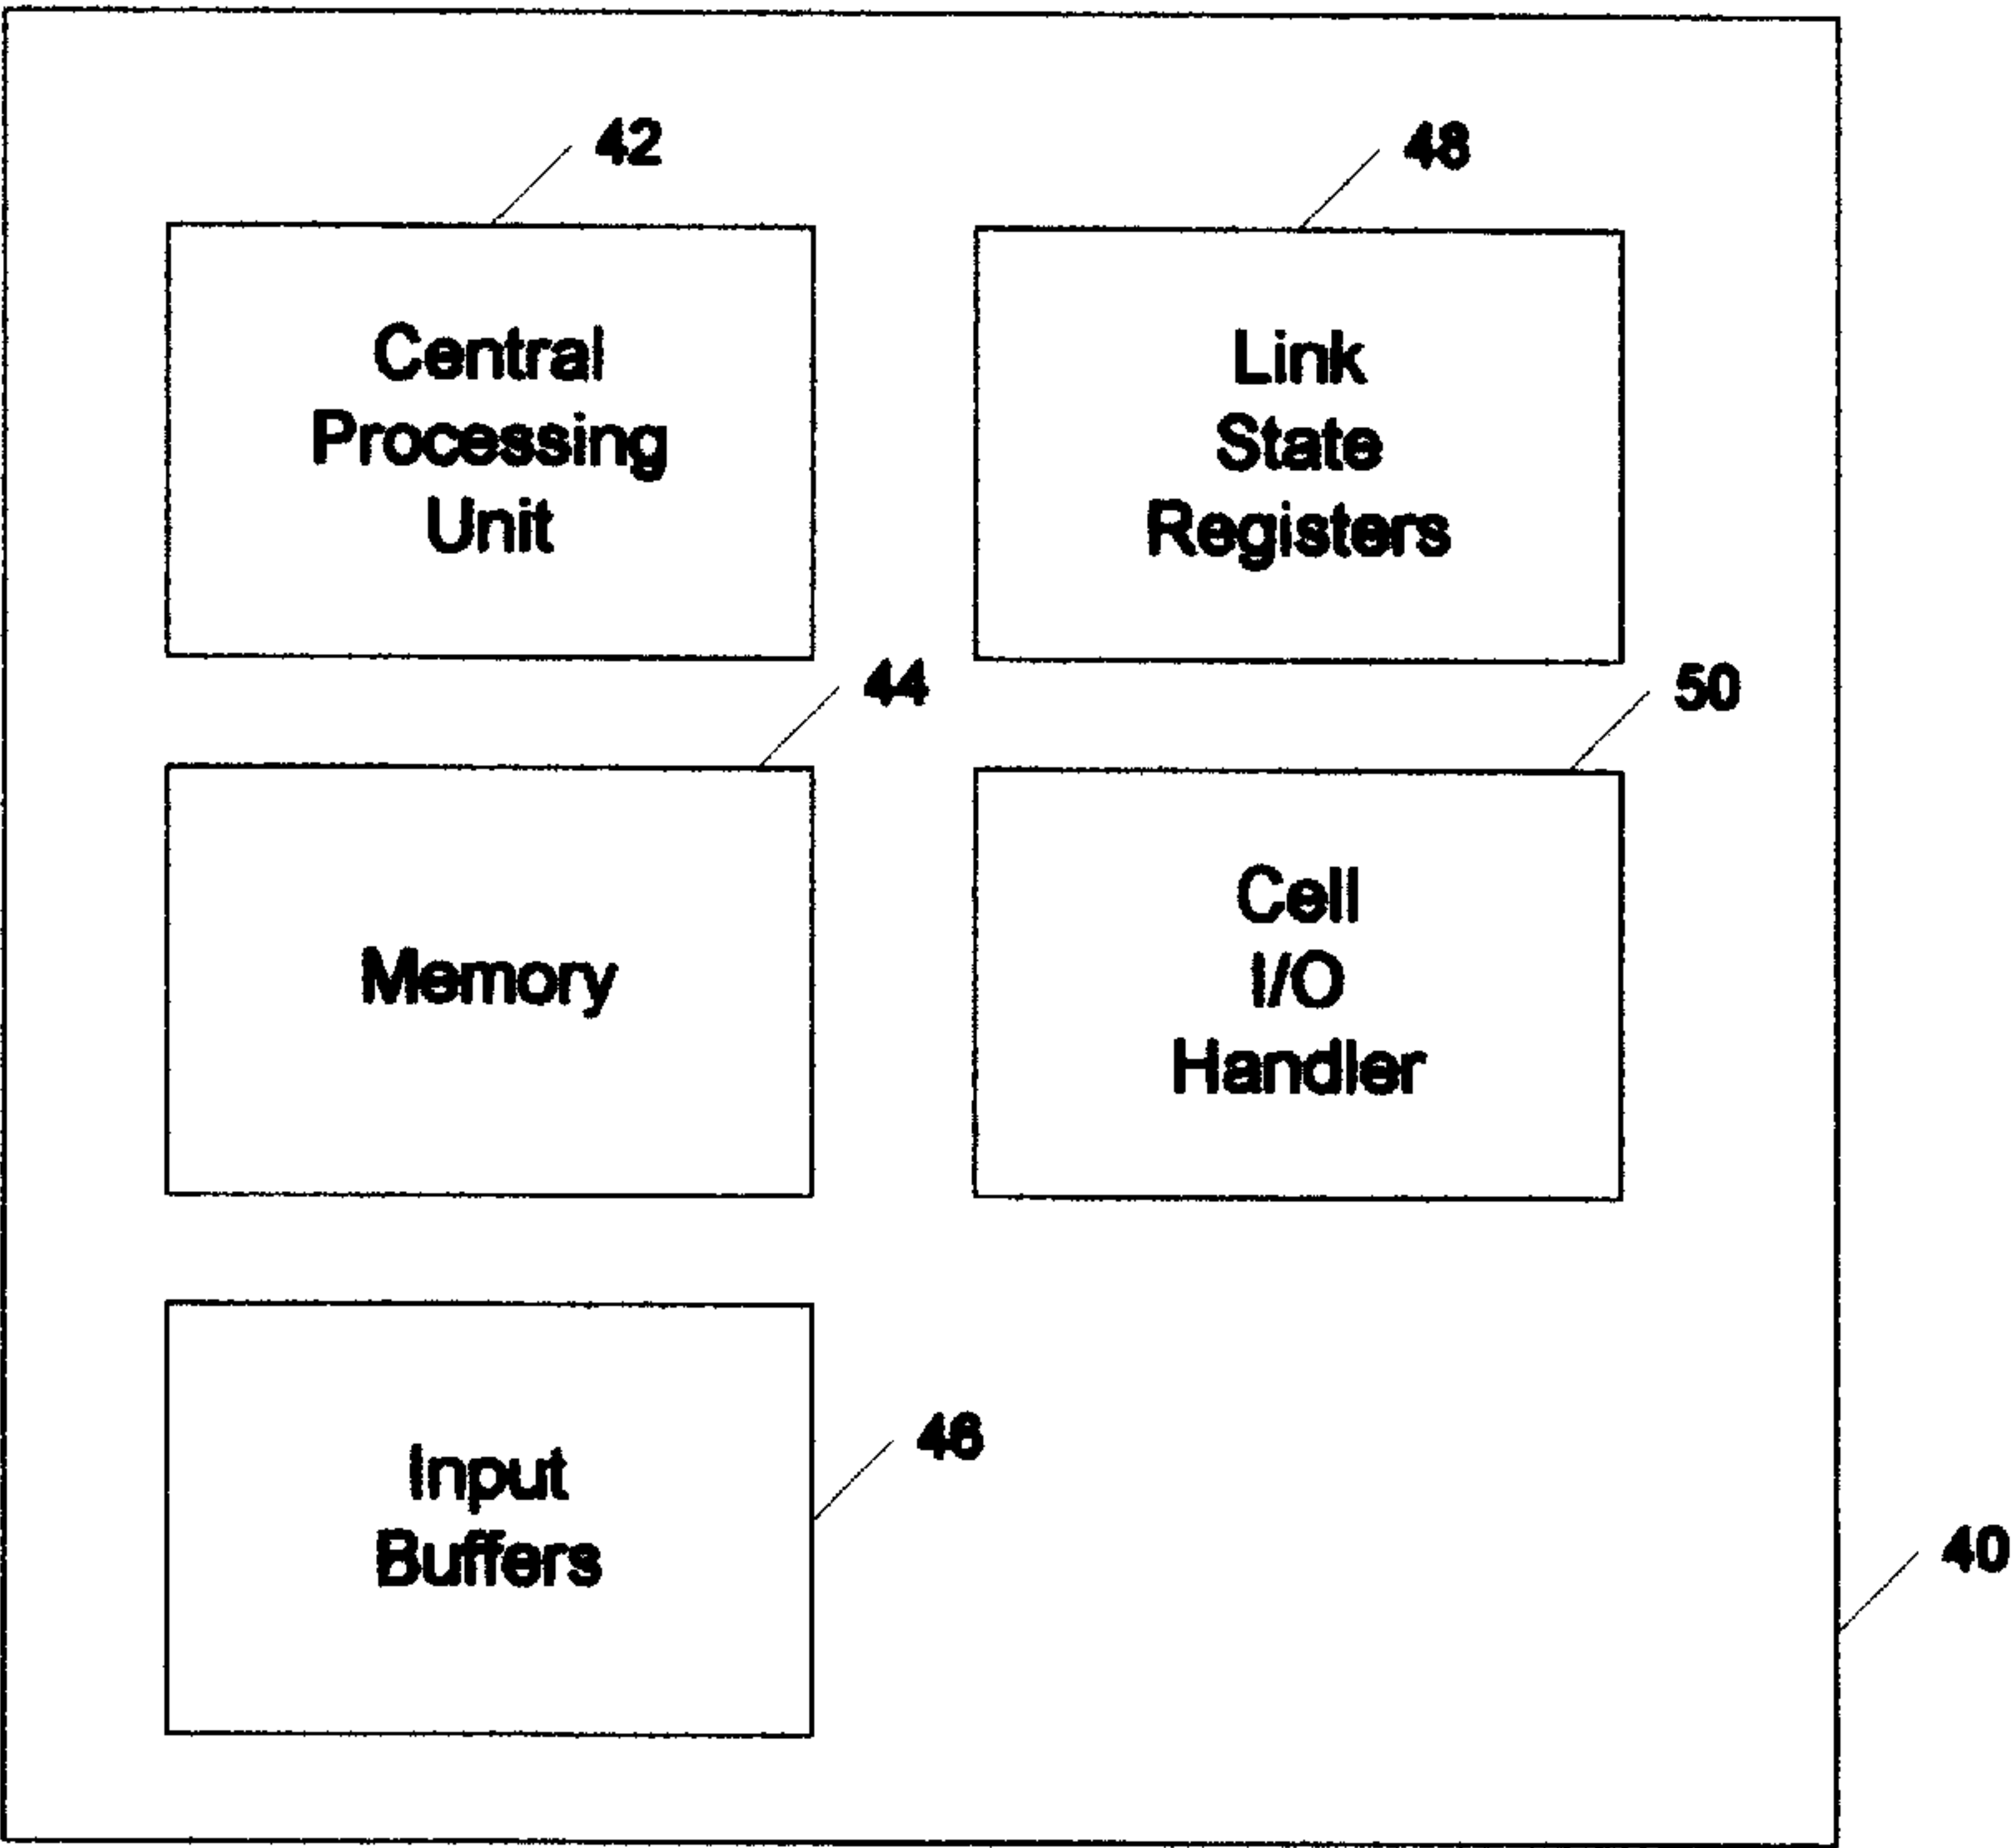 42
48
Central
Processing
Unit
Link
State
Registers
44
50
Memory
Cell
I/O
Handler
46
Input
Buffers
40